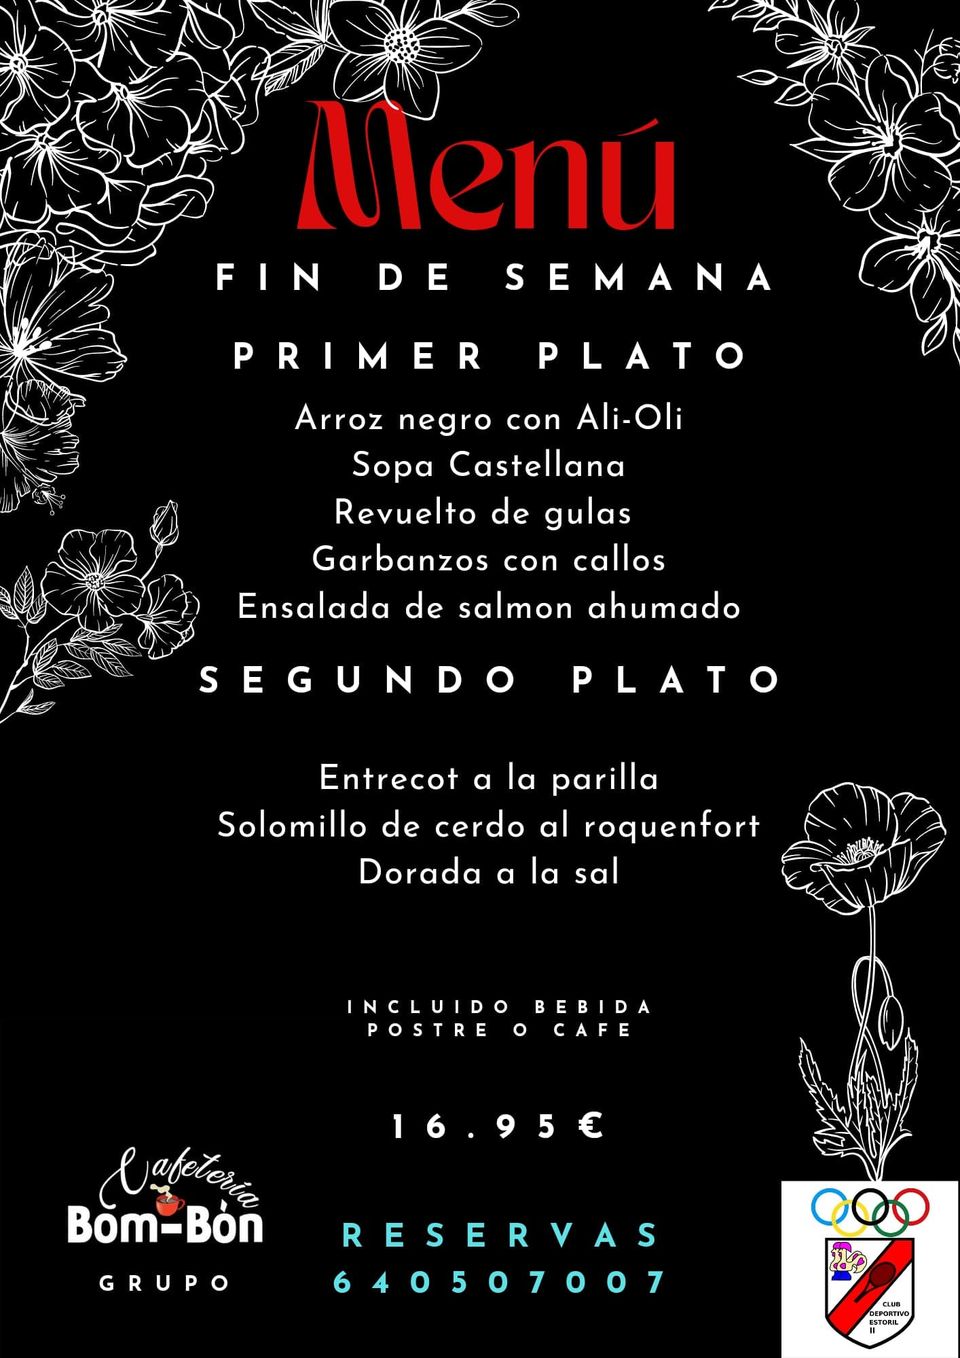 Menú
FIN DE SEMANA
PRIMER PLATO
Arroz negro con Ali-Oli
Sopa Castellana
Revuelto de gulas
Garbanzos con callos
Ensalada de salmon ahumado
SEGUNDO PLATO
Entrecot a la parilla
Solomillo de cerdo al roquenfort
Dorada a la sal
INCLUIDO BEBIDA
POSTRE O CAFE
16.95€
Cafetería
Bom-Bòn
GRUPO
RESERVAS
640507007
CLUB
DEPORTIVO
ESTORIL
II